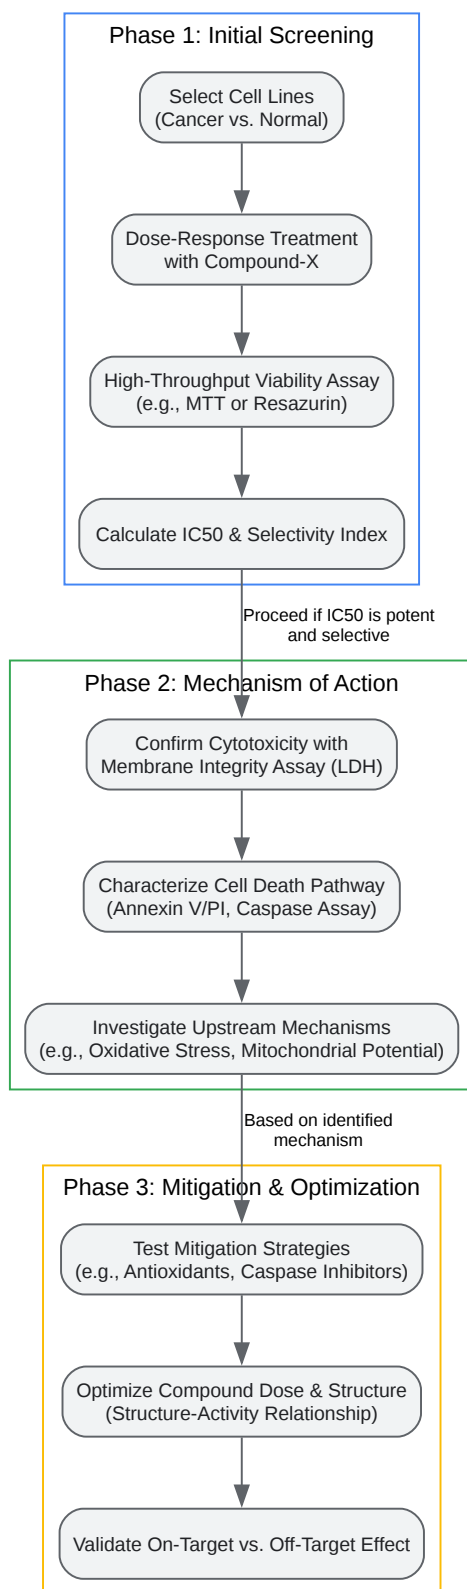 Phase 1: Initial Screening
Select Cell Lines
(Cancer vs. Normal)
Dose-Response Treatment
with Compound-X
High-Throughput Viability Assay
(e.g., MTT or Resazurin)
Calculate IC50 & Selectivity Index
Proceed if IC50 is potent
and selective
Phase 2: Mechanism of Action
Confirm Cytotoxicity with
Membrane Integrity Assay (LDH)
Characterize Cell Death Pathway
(Annexin V/PI, Caspase Assay)
Investigate Upstream Mechanisms
(e.g., Oxidative Stress, Mitochondrial Potential)
Based on identified
mechanism
Phase 3: Mitigation & Optimization
Test Mitigation Strategies
(e.g., Antioxidants, Caspase Inhibitors)
Optimize Compound Dose & Structure
(Structure-Activity Relationship)
Validate On-Target vs. Off-Target Effect